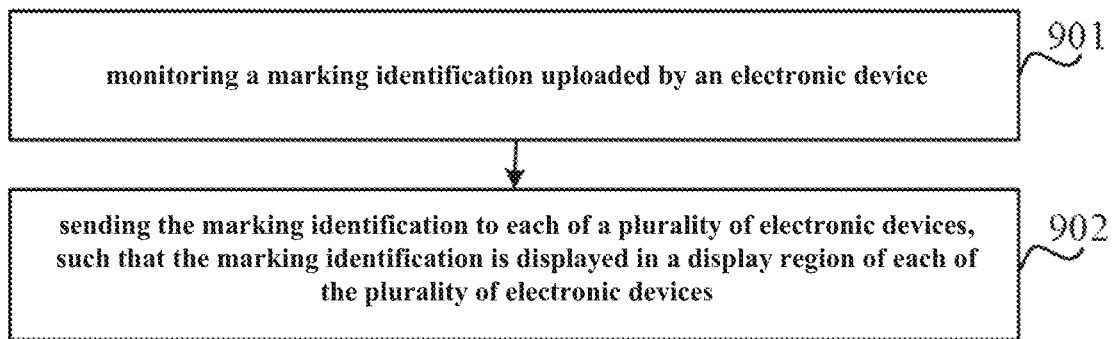 901
monitoring a marking identification uploaded by an electronic device
902
sending the marking identification to each of a plurality of electronic devices,
such that the marking identification is displayed in a display region of each of
the plurality of electronic devices